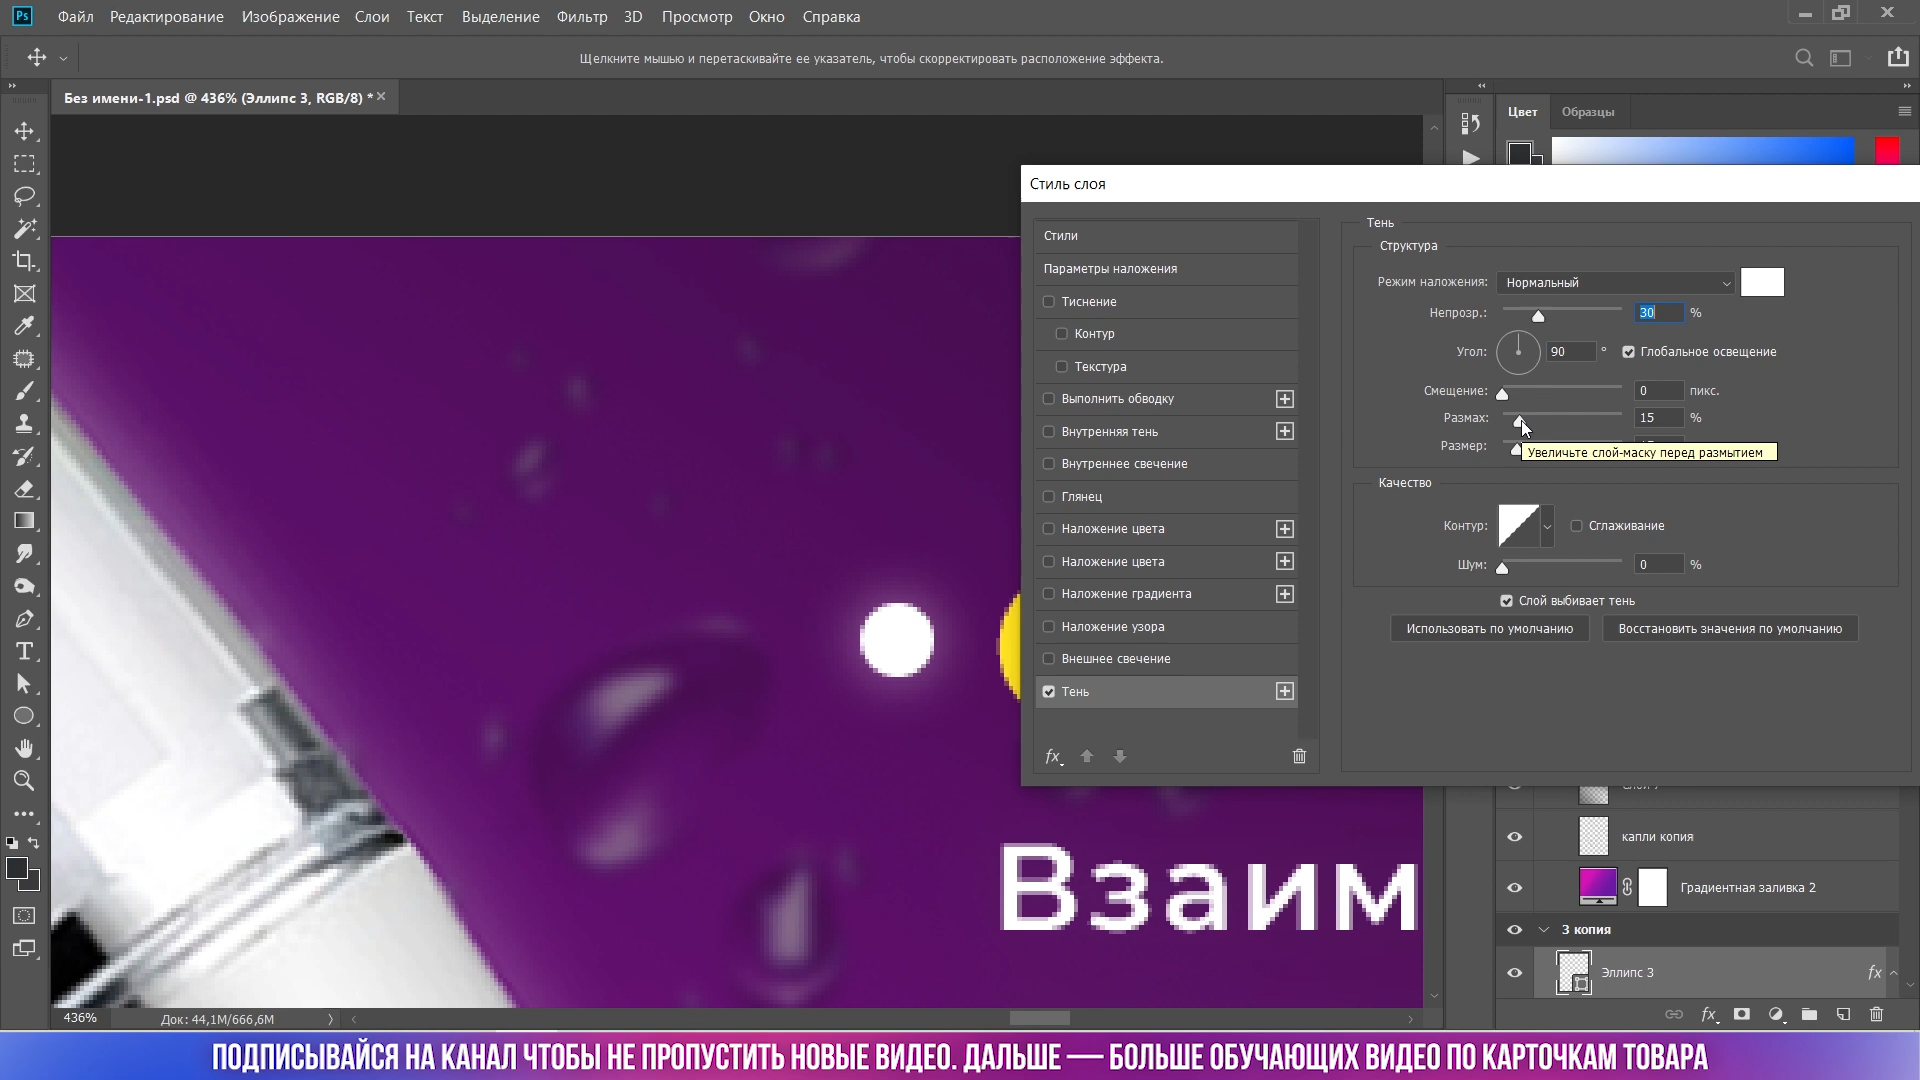 Ps Файл Редактирование Изображение Слои Текст Выделение Фильтр 3D Просмотр Окно Справка
Щелкните мышью и перетаскивайте ее указатель, чтобы скорректировать расположение эффекта.
Без имени-1.psd @ 436% (Эллипс 3, RGB/8) *
Цвет Образцы
Стиль слоя
Стили
Параметры наложения
Тиснение
Контур
Текстура
Выполнить обводку
Внутренняя тень
Внутреннее свечение
Глянец
Наложение цвета
Наложение цвета
Наложение градиента
Наложение узора
Внешнее свечение
Тень
fx
Тень
Структура
Режим наложения: Нормальный
Непрозр.: 30 %
Угол: 90 ° Глобальное освещение
Смещение: 0 пикс.
Размах: 15 %
Размер:
Увеличьте слой-маску перед размытием
Качество
Контур: Сглаживание
Шум: 0 %
Слой выбивает тень
Использовать по умолчанию Восстановить значения по умолчанию
Взаим
капли копия
Градиентная заливка 2
3 копия
Эллипс 3 fx
fx
436% Док: 44,1M/666,6M
ПОДПИСЫВАЙСЯ НА КАНАЛ ЧТОБЫ НЕ ПРОПУСТИТЬ НОВЫЕ ВИДЕО. ДАЛЬШЕ — БОЛЬШЕ ОБУЧАЮЩИХ ВИДЕО ПО КАРТОЧКАМ ТОВАРА